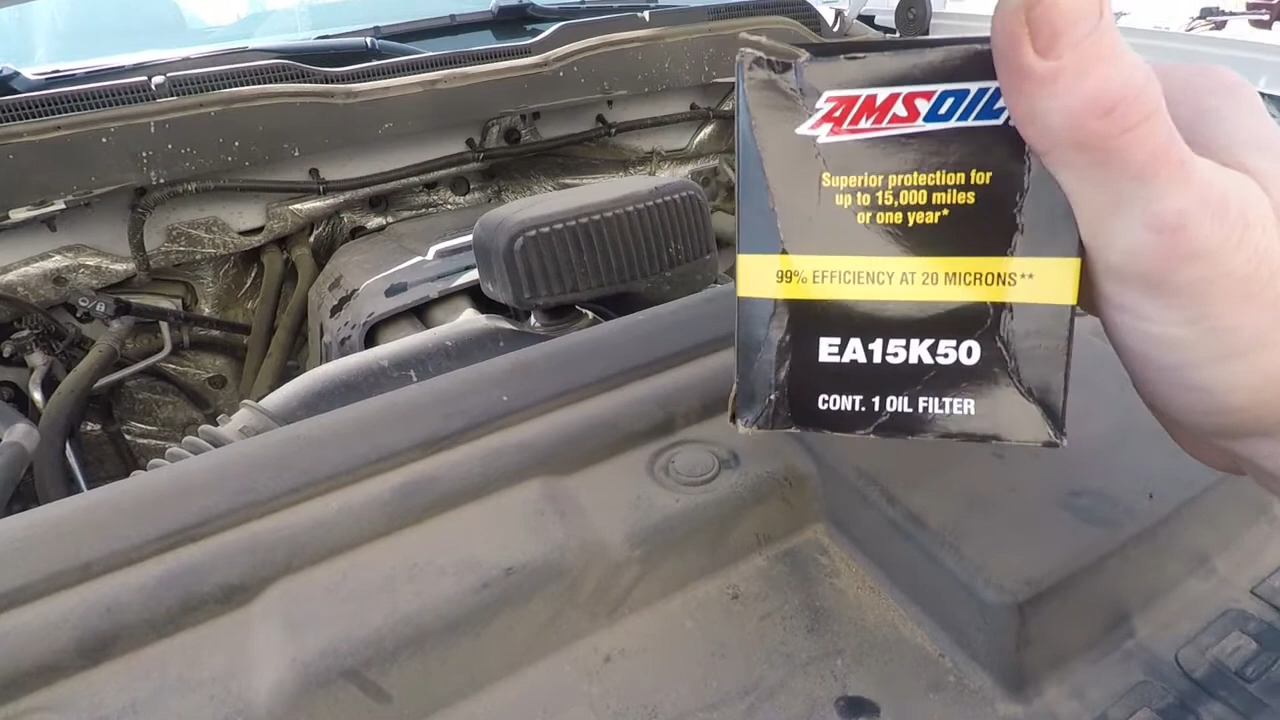 AMSOIL
Superior protection for
up to 15,000 miles
or one year*
99% EFFICIENCY AT 20 MICRONS**
EA15K50
CONT. 1 OIL FILTER
O/B